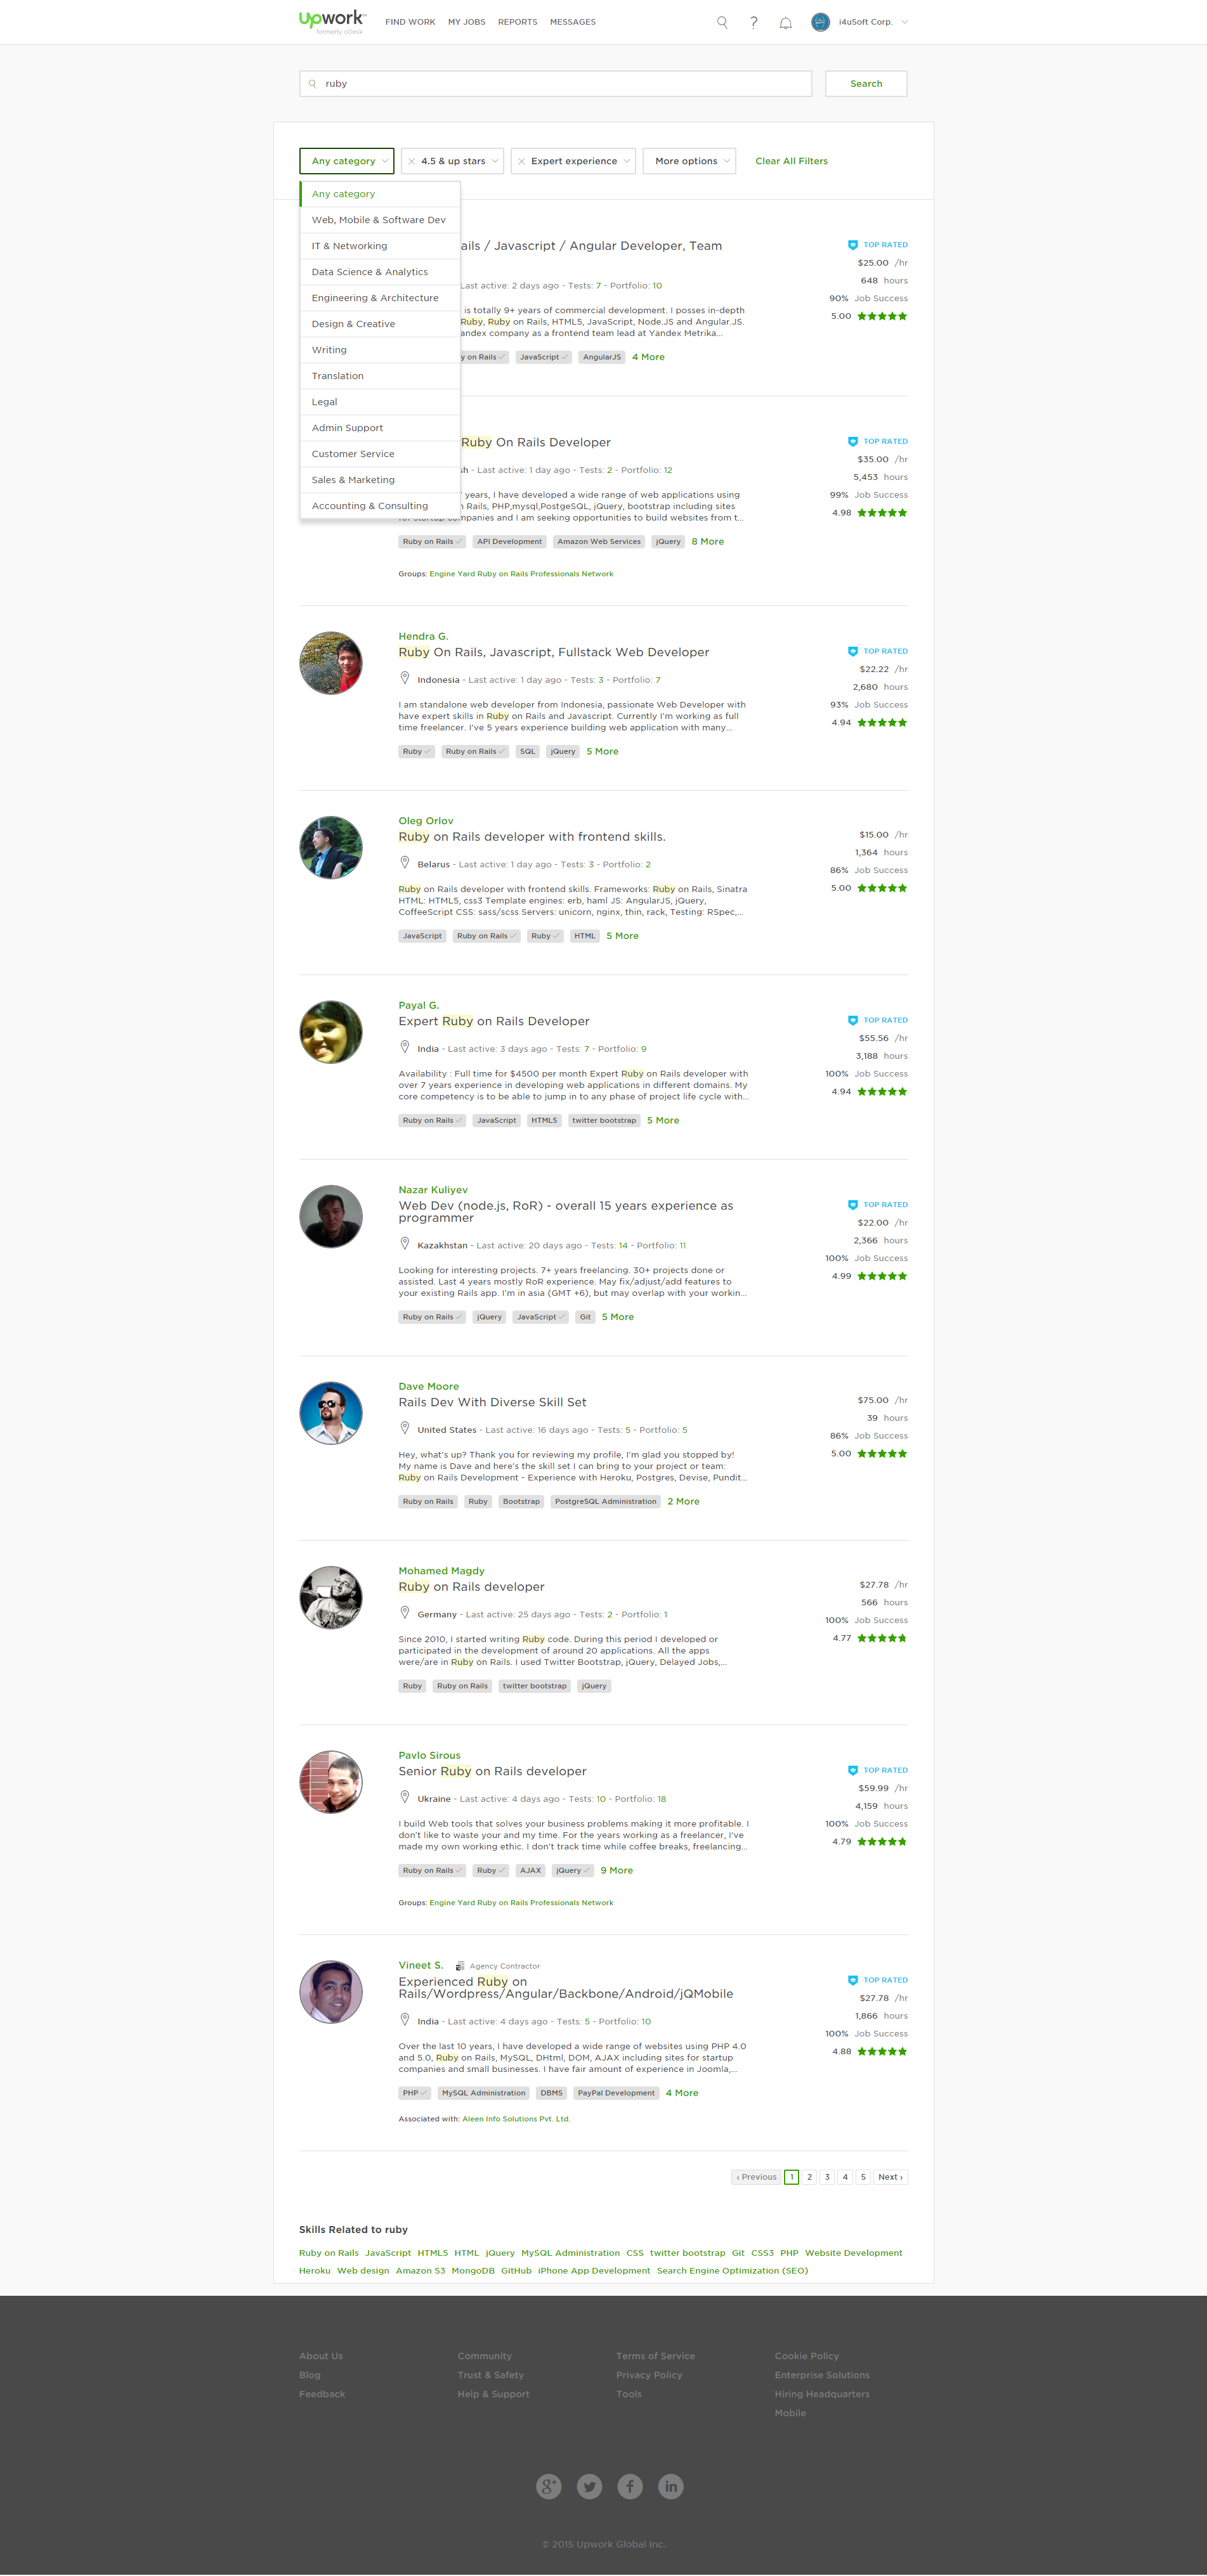 Upwork™
formerly oDesk
FIND WORK MY JOBS REPORTS MESSAGES
? i4uSoft Corp.
ruby
Search
Any category 4.5 & up stars Expert experience More options Clear All Filters
Any category
Web, Mobile & Software Dev
IT & Networking
Data Science & Analytics
Engineering & Architecture
Design & Creative
Writing
Translation
Legal
Admin Support
Customer Service
Sales & Marketing
Accounting & Consulting
ails / Javascript / Angular Developer, Team
Last active: 2 days ago - Tests: 7 - Portfolio: 10
is totally 9+ years of commercial development. I posses in-depth
Ruby, Ruby on Rails, HTML5, JavaScript, Node.JS and Angular.JS.
andex company as a frontend team lead at Yandex Metrika...
y on Rails JavaScript AngularJS 4 More
TOP RATED
$25.00 /hr
648 hours
90% Job Success
5.00
Ruby On Rails Developer
sh - Last active: 1 day ago - Tests: 2 - Portfolio: 12
years, I have developed a wide range of web applications using
n Rails, PHP,mysql,PostgeSQL, jQuery, bootstrap including sites
for startup companies and I am seeking opportunities to build websites from t...
Ruby on Rails API Development Amazon Web Services jQuery 8 More
Groups: Engine Yard Ruby on Rails Professionals Network
TOP RATED
$35.00 /hr
5,453 hours
99% Job Success
4.98
Hendra G.
Ruby On Rails, Javascript, Fullstack Web Developer
Indonesia - Last active: 1 day ago - Tests: 3 - Portfolio: 7
I am standalone web developer from Indonesia, passionate Web Developer with
have expert skills in Ruby on Rails and Javascript. Currently I'm working as full
time freelancer. I've 5 years experience building web application with many...
Ruby Ruby on Rails SQL jQuery 5 More
TOP RATED
$22.22 /hr
2,680 hours
93% Job Success
4.94
Oleg Orlov
Ruby on Rails developer with frontend skills.
Belarus - Last active: 1 day ago - Tests: 3 - Portfolio: 2
Ruby on Rails developer with frontend skills. Frameworks: Ruby on Rails, Sinatra
HTML: HTML5, css3 Template engines: erb, haml JS: AngularJS, jQuery,
CoffeeScript CSS: sass/scss Servers: unicorn, nginx, thin, rack, Testing: RSpec,...
JavaScript Ruby on Rails Ruby HTML 5 More
$15.00 /hr
1,364 hours
86% Job Success
5.00
Payal G.
Expert Ruby on Rails Developer
India - Last active: 3 days ago - Tests: 7 - Portfolio: 9
Availability : Full time for $4500 per month Expert Ruby on Rails developer with
over 7 years experience in developing web applications in different domains. My
core competency is to be able to jump in to any phase of project life cycle with...
Ruby on Rails JavaScript HTML5 twitter bootstrap 5 More
TOP RATED
$55.56 /hr
3,188 hours
100% Job Success
4.94
Nazar Kuliyev
Web Dev (node.js, RoR) - overall 15 years experience as
programmer
Kazakhstan - Last active: 20 days ago - Tests: 14 - Portfolio: 11
Looking for interesting projects. 7+ years freelancing. 30+ projects done or
assisted. Last 4 years mostly RoR experience. May fix/adjust/add features to
your existing Rails app. I'm in asia (GMT +6), but may overlap with your workin...
Ruby on Rails jQuery JavaScript Git 5 More
TOP RATED
$22.00 /hr
2,366 hours
100% Job Success
4.99
Dave Moore
Rails Dev With Diverse Skill Set
United States - Last active: 16 days ago - Tests: 5 - Portfolio: 5
Hey, what's up? Thank you for reviewing my profile, I'm glad you stopped by!
My name is Dave and here's the skill set I can bring to your project or team:
Ruby on Rails Development - Experience with Heroku, Postgres, Devise, Pundit...
Ruby on Rails Ruby Bootstrap PostgreSQL Administration 2 More
$75.00 /hr
39 hours
86% Job Success
5.00
Mohamed Magdy
Ruby on Rails developer
Germany - Last active: 25 days ago - Tests: 2 - Portfolio: 1
Since 2010, I started writing Ruby code. During this period I developed or
participated in the development of around 20 applications. All the apps
were/are in Ruby on Rails. I used Twitter Bootstrap, jQuery, Delayed Jobs,...
Ruby Ruby on Rails twitter bootstrap jQuery
$27.78 /hr
566 hours
100% Job Success
4.77
Pavlo Sirous
Senior Ruby on Rails developer
Ukraine - Last active: 4 days ago - Tests: 10 - Portfolio: 18
I build Web tools that solves your business problems making it more profitable. I
don't like to waste your and my time. For the years working as a freelancer, I've
made my own working ethic. I don't track time while coffee breaks, freelancing...
Ruby on Rails Ruby AJAX jQuery 9 More
Groups: Engine Yard Ruby on Rails Professionals Network
TOP RATED
$59.99 /hr
4,159 hours
100% Job Success
4.79
Vineet S. Agency Contractor
Experienced Ruby on
Rails/Wordpress/Angular/Backbone/Android/jQMobile
India - Last active: 4 days ago - Tests: 5 - Portfolio: 10
Over the last 10 years, I have developed a wide range of websites using PHP 4.0
and 5.0, Ruby on Rails, MySQL, DHtml, DOM, AJAX including sites for startup
companies and small businesses. I have fair amount of experience in Joomla,...
PHP MySQL Administration DBMS PayPal Development 4 More
Associated with: Aleen Info Solutions Pvt. Ltd.
TOP RATED
$27.78 /hr
1,866 hours
100% Job Success
4.88
‹ Previous 1 2 3 4 5 Next ›
Skills Related to ruby
Ruby on Rails JavaScript HTML5 HTML jQuery MySQL Administration CSS twitter bootstrap Git CSS3 PHP Website Development
Heroku Web design Amazon S3 MongoDB GitHub iPhone App Development Search Engine Optimization (SEO)
About Us Community Terms of Service Cookie Policy
Blog Trust & Safety Privacy Policy Enterprise Solutions
Feedback Help & Support Tools Hiring Headquarters
Mobile
g+ f in
© 2015 Upwork Global Inc.